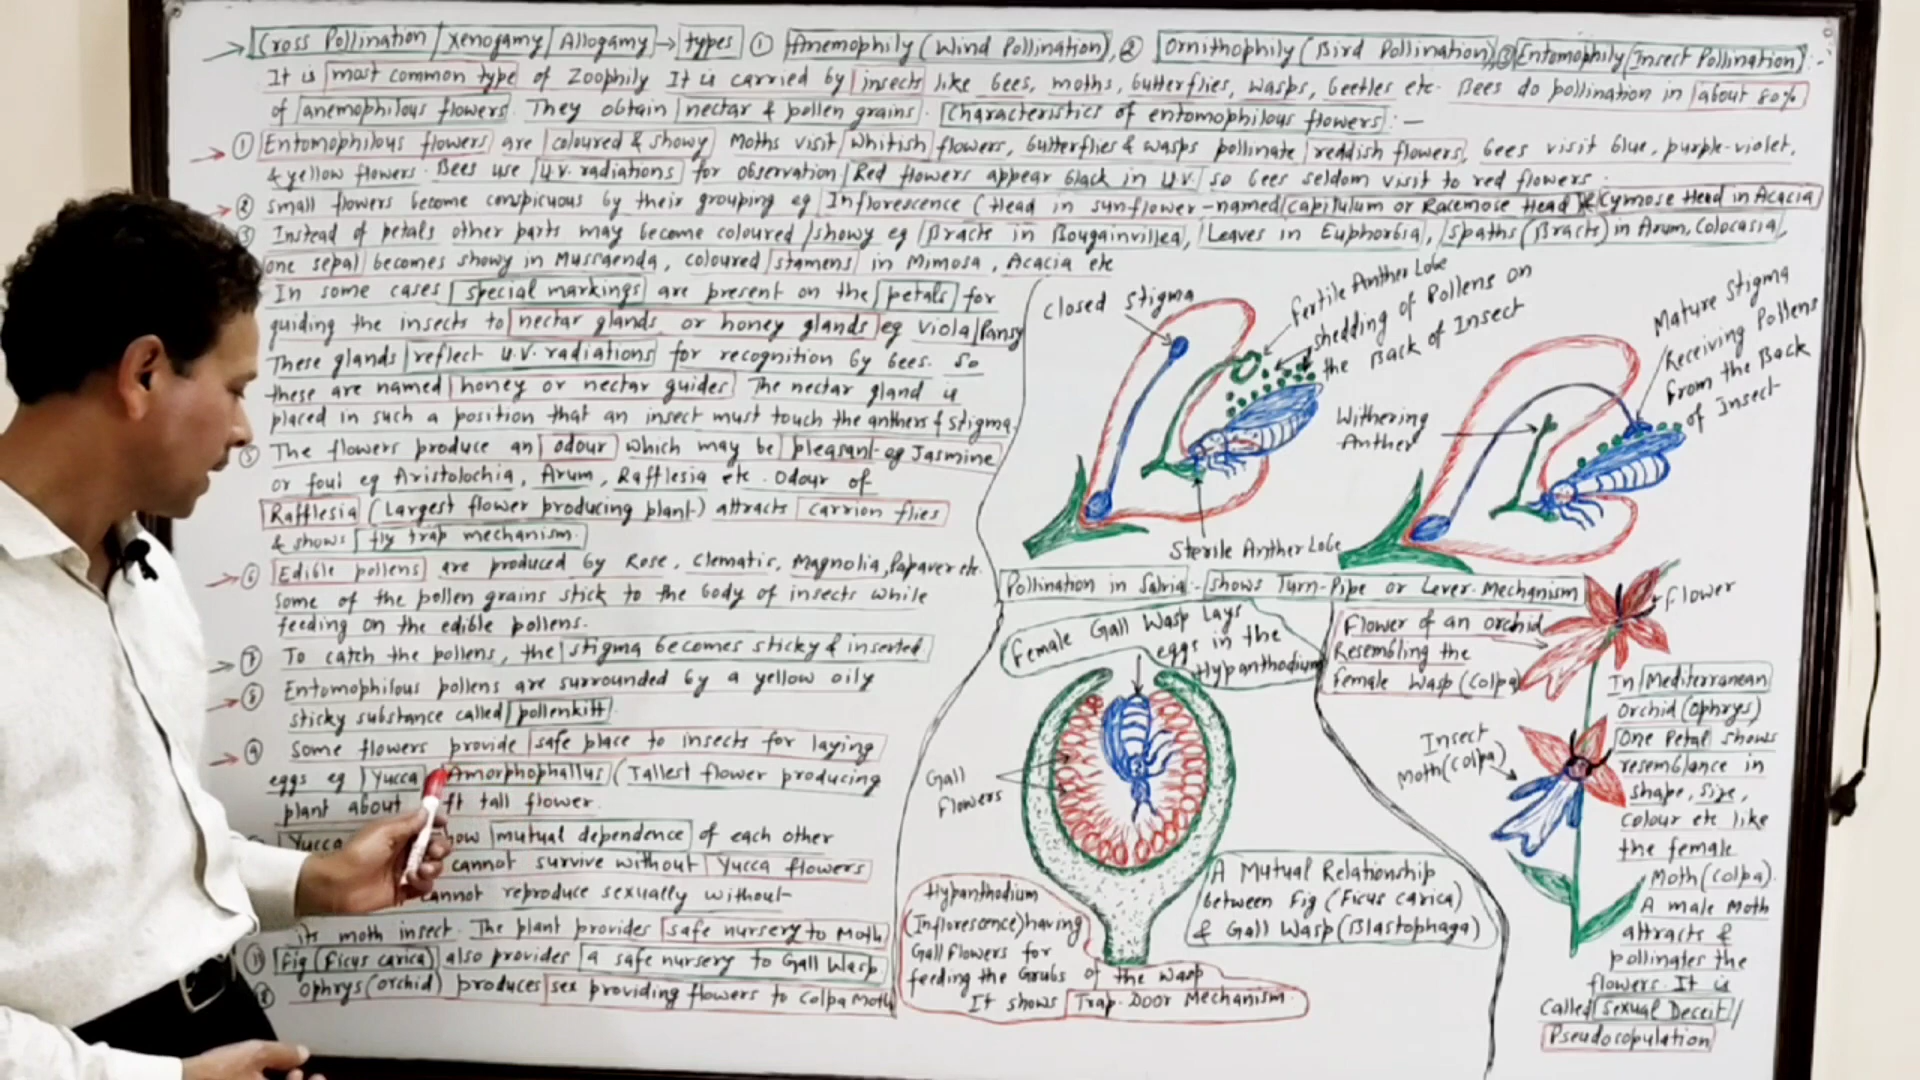 Cross Pollination/Xenogamy/Allogamy → types ① Anemophily (Wind Pollination), ② Ornithophily (Bird Pollination), ③ Entomophily (Insect Pollination) :-
It is most common type of Zoophily It is carried by insects like bees, moths, butterflies, wasps, beetles etc. Bees do pollination in about 80%
of anemophilous flowers. They obtain nectar & pollen grains. Characteristics of entomophilous flowers :—
① Entomophilous flowers are coloured & showy Moths visit whitish flowers, butterflies & wasps pollinate reddish flowers, bees visit blue, purple-violet,
& yellow flowers. Bees use U.V. radiations for observation Red flowers appear black in U.V. so bees seldom visit to red flowers.
② Small flowers become conspicuous by their grouping eg Inflorescence (Head in sunflower-named capitulum or Racemose Head & Cymose Head in Acacia
③ Instead of petals other parts may become coloured/showy eg Bracts in Bougainvillea, Leaves in Euphorbia, Spaths (Bracts) in Arum, Colocasia,
one sepal becomes showy in Mussaenda, coloured stamens in Mimosa, Acacia etc
In some cases special markings are present on the petals for
guiding the insects to nectar glands or honey glands eg Viola/Pansy
These glands reflect U.V. radiations for recognition by bees. So
these are named honey or nectar guides The nectar gland is
placed in such a position that an insect must touch the anthers & stigma.
⑤ The flowers produce an odour which may be pleasant eg Jasmine
or foul eg Aristolochia, Arum, Rafflesia etc. Odour of
Rafflesia (Largest flower producing plant) attracts carrion flies
& shows fly trap mechanism.
⑥ Edible pollens are produced by Rose, Clematis, Magnolia, Papaver etc.
Some of the pollen grains stick to the body of insects while
feeding on the edible pollens.
⑦ To catch the pollens, the stigma becomes sticky & inserted.
⑧ Entomophilous pollens are surrounded by a yellow oily
sticky substance called pollenkitt.
⑨ Some flowers provide safe place to insects for laying
eggs eg Yucca Amorphophallus (Tallest flower producing
plant about ft tall flower.
Yucca how mutual dependence of each other
cannot survive without Yucca flowers
cannot reproduce sexually without
its moth insect. The plant provides safe nursery to Moth
⑪ Fig (Ficus carica) also provides a safe nursery to Gall Wasp
Ophrys (orchid) produces sex providing flowers to Colpa Moth
Closed Stigma
Fertile Anther Lobe
shedding of Pollens on
the Back of Insect
Sterile Anther Lobe
Mature Stigma
Receiving Pollens
from the Back
of Insect
Withering
Anther
Pollination in Salvia - shows Turn-Pipe or Lever Mechanism
Female Gall Wasp Lays
eggs in the
Hypanthodium
Gall
Flowers
Hypanthodium
(Inflorescence) having
Gall flowers for
feeding the Grubs of the wasp
It shows Trap-Door Mechanism.
A Mutual Relationship
between Fig (Ficus carica)
& Gall Wasp (Blastophaga)
Flower of an orchid
Resembling the
Female Wasp (Colpa)
Flower
Insect
Moth (Colpa)
In Mediterranean
Orchid (Ophrys)
One Petal shows
resemblance in
shape, size,
colour etc like
the female
Moth (Colpa).
A male Moth
attracts &
pollinates the
flowers. It is
called Sexual Deceit/
Pseudocopulation